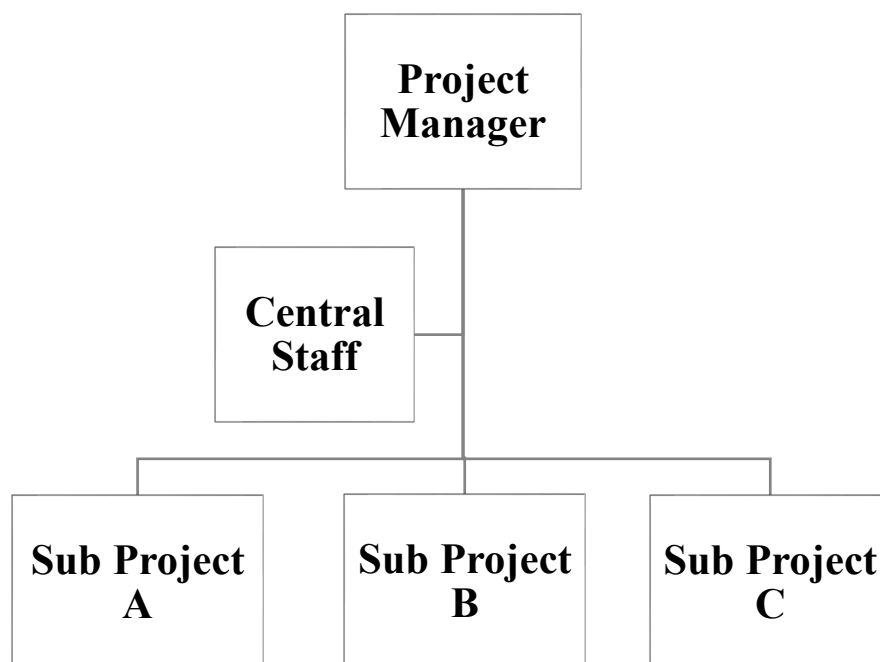 Project
Manager
Central
Staff
Sub Project
A
Sub Project
B
Sub Project
C